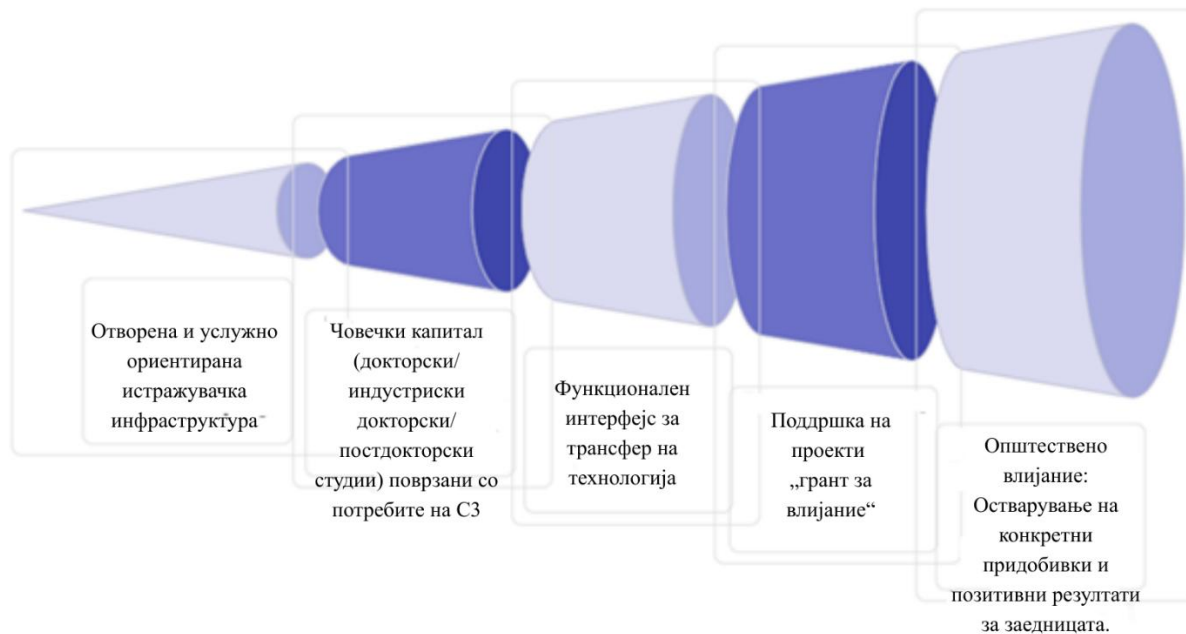 Отворена и услужно
ориентирана
истражувачка
инфраструктура
Човечки капитал
(докторски/
индустриски
докторски/
постдокторски
студии) поврзани со
потребите на С3
Функционален
интерфејс за
трансфер на
технологија
Поддршка на
проекти
„грант за
влијание“
Општествено
влијание:
Остварување на
конкретни
придобивки и
позитивни резултати
за заедницата.